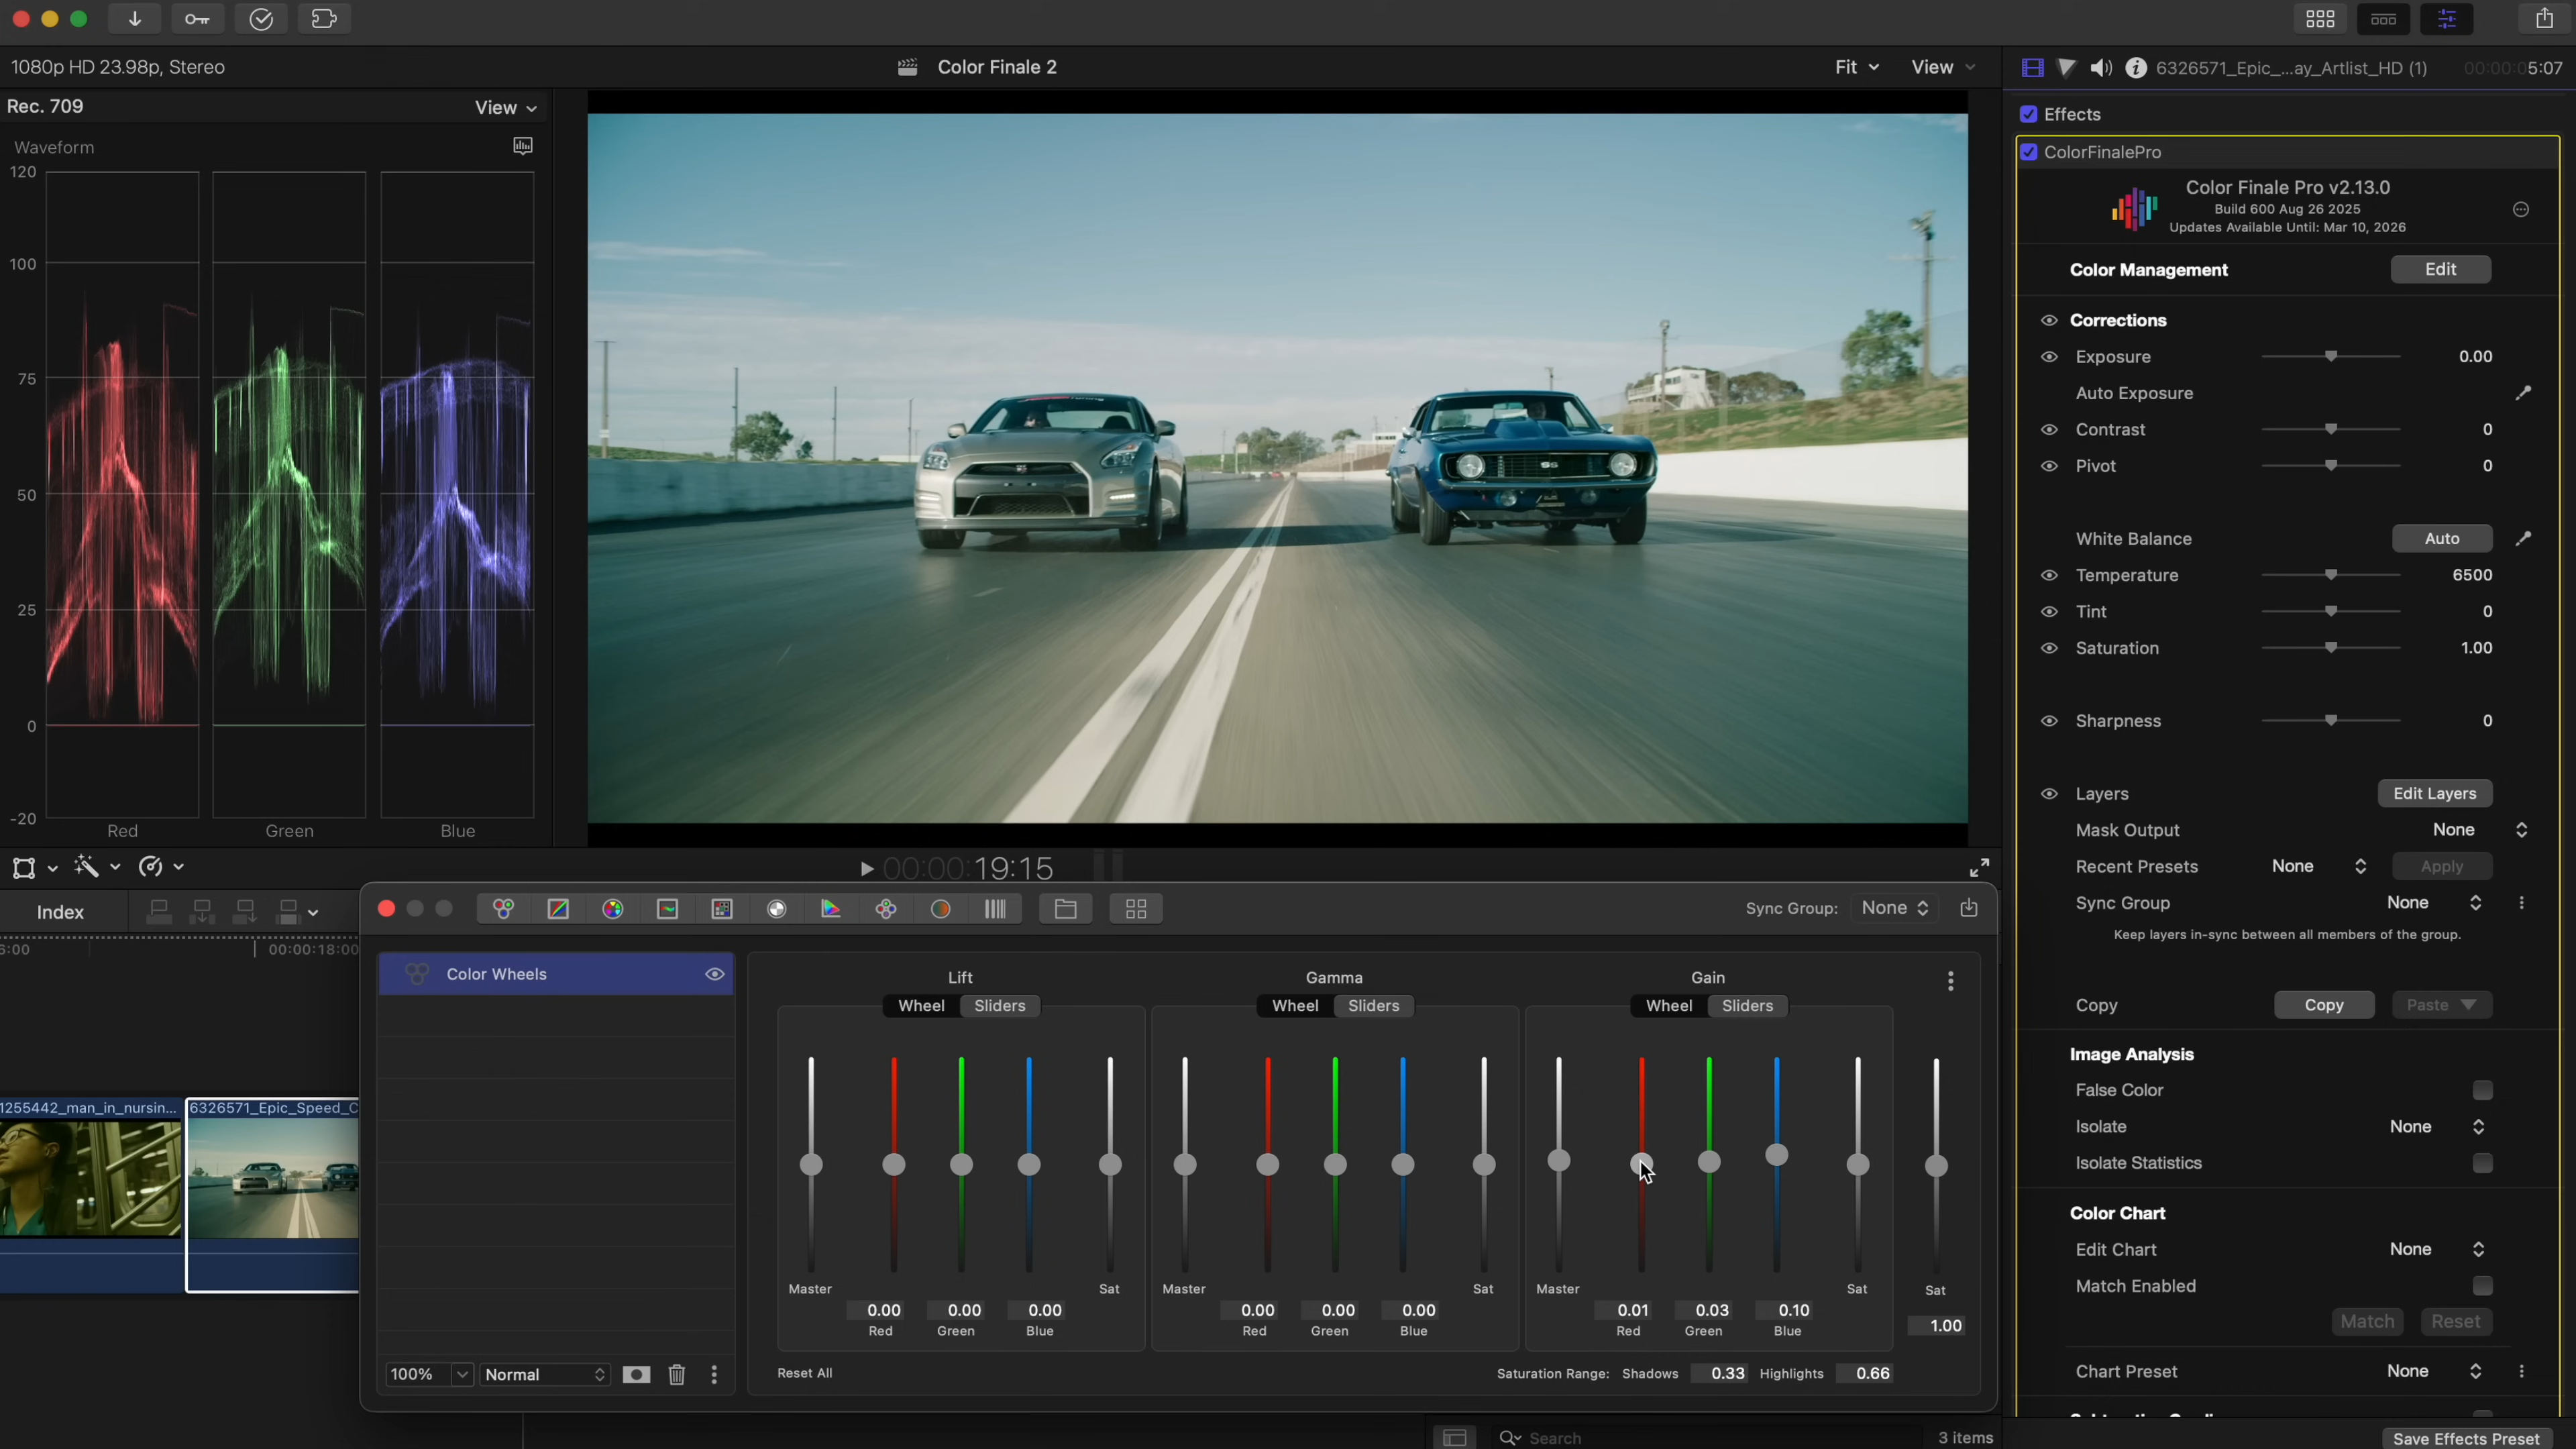 1080p HD 23.98p, Stereo
Color Finale 2
Fit
View
6326571_Epic_...ay_Artlist_HD (1)
00:00:05:07
Rec. 709
View
Effects
Waveform
ColorFinalePro
120
100
75
50
25
0
-20
Red
Green
Blue
SS
Color Finale Pro v2.13.0
Build 600 Aug 26 2025
Updates Available Until: Mar 10, 2026
Color Management
Edit
Corrections
Exposure
0.00
Auto Exposure
Contrast
0
Pivot
0
White Balance
Auto
Temperature
6500
Tint
0
Saturation
1.00
Sharpness
0
Layers
Edit Layers
Mask Output
None
Recent Presets
None
Apply
Sync Group
None
Keep layers in-sync between all members of the group.
Copy
Copy
Paste
Image Analysis
False Color
Isolate
None
Isolate Statistics
Color Chart
Edit Chart
None
Match Enabled
Match
Reset
Chart Preset
None
Save Effects Preset
00:00:19:15
Index
6:00
00:00:18:00
1255442_man_in_nursin...
6326571_Epic_Speed_C
Sync Group:
None
Color Wheels
Lift
Wheel
Sliders
Master
Sat
0.00
0.00
0.00
Red
Green
Blue
Gamma
Wheel
Sliders
Master
Sat
0.00
0.00
0.00
Red
Green
Blue
Gain
Wheel
Sliders
Master
Sat
0.01
0.03
0.10
Red
Green
Blue
Sat
1.00
100%
Normal
Reset All
Saturation Range:
Shadows
0.33
Highlights
0.66
Search
3 items